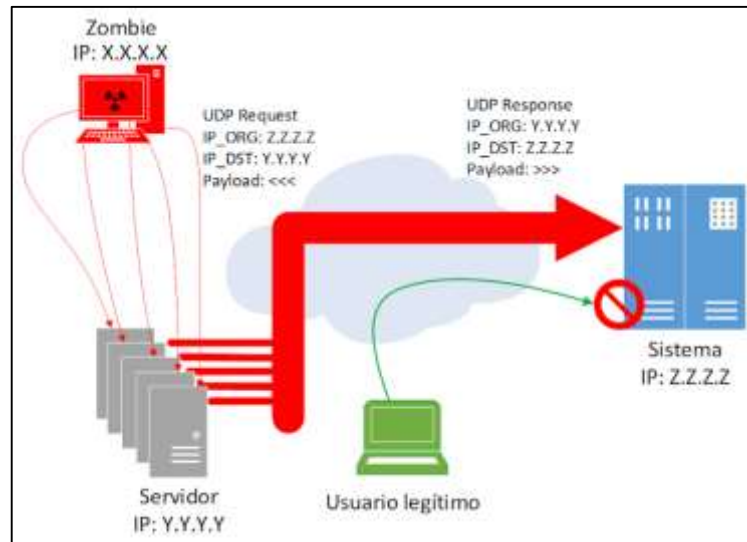 Zombie
IP: X.X.X.X
UDP Request
IP_ORG: Z.Z.Z.Z
IP_DST: Y.Y.Y.Y
Payload: <<<
UDP Response
IP_ORG: Y.Y.Y.Y
IP_DST: Z.Z.Z.Z
Payload: >>>
Sistema
IP: Z.Z.Z.Z
Servidor
IP: Y.Y.Y.Y
Usuario legítimo